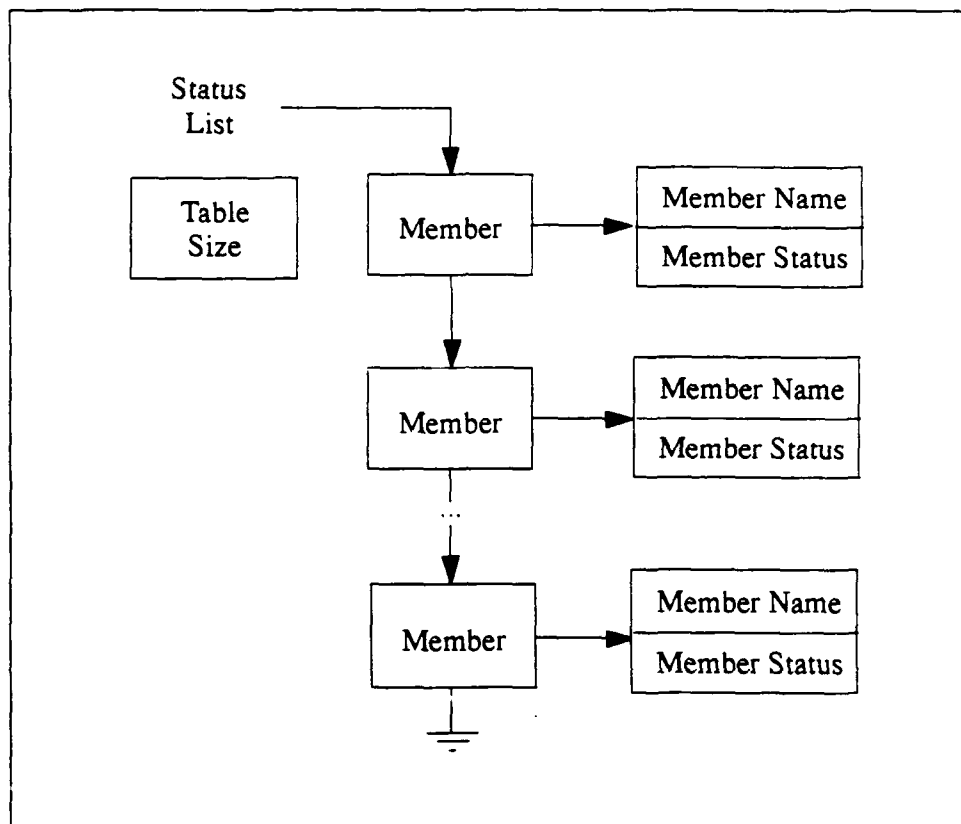 Status
List
Table
Size
Member
Member Name
Member Status
Member
Member Name
Member Status
...
Member
Member Name
Member Status